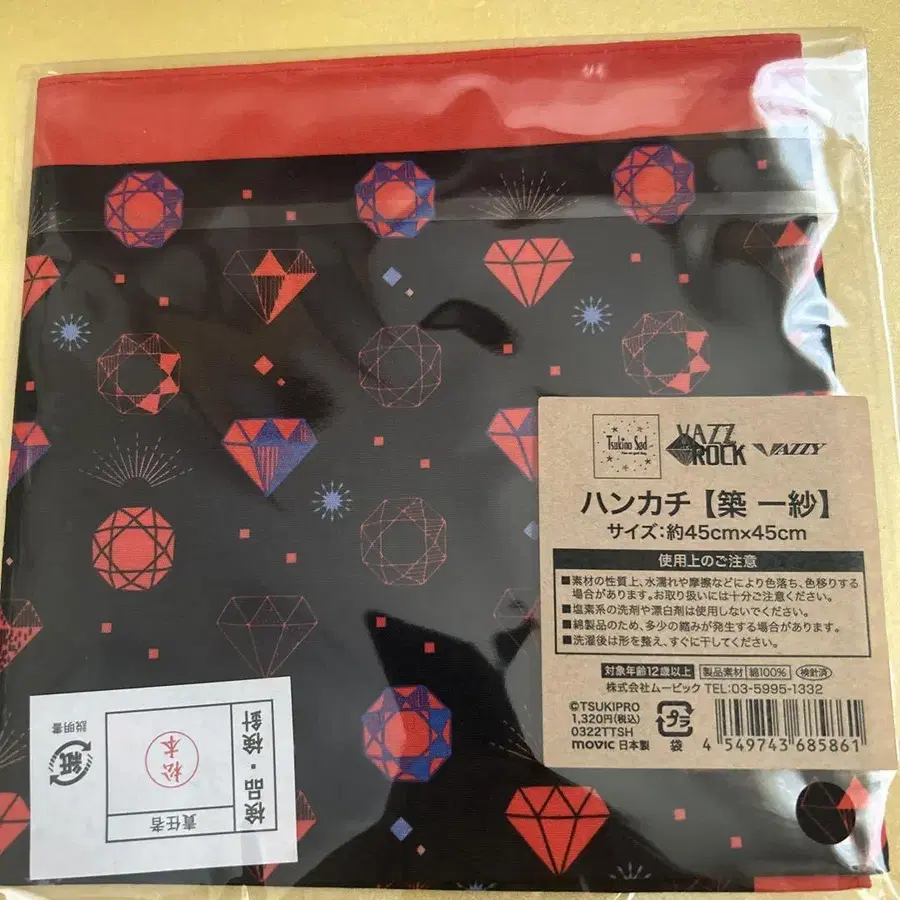 Tsukino Sød
VAZZ
ROCK
VAZZY
ハンカチ【築 一紗】
サイズ:約45cm×45cm
使用上のご注意
■素材の性質上、水濡れや摩擦などにより色落ち、色移りする
場合があります。お取り扱いには十分ご注意ください。
■塩素系の洗剤や漂白剤は使用しないでください。
■綿製品のため、多少の縮みが発生する場合があります。
■洗濯後は形を整え、すぐに干してください。
対象年齢12歳以上 製品素材 綿100% 検針済
株式会社ムービック TEL:03-5995-1332
©TSUKIPRO
1,320円(税込)
0322TTSH
movic 日本製
プラ
袋
4 549743 685861
検品・検針
責任者
松本
紙
説明書